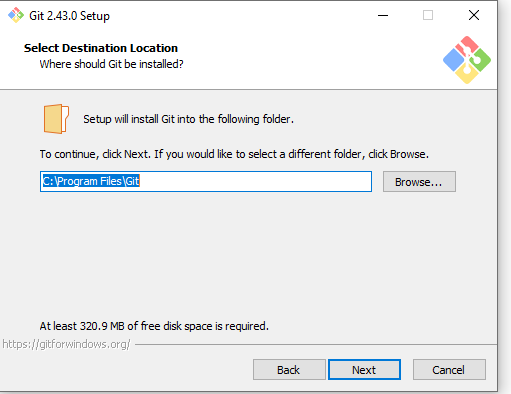 Git 2.43.0 Setup
Select Destination Location
Where should Git be installed?
Setup will install Git into the following folder.
To continue, click Next. If you would like to select a different folder, click Browse.
C:\Program Files\Git
Browse...
At least 320.9 MB of free disk space is required.
https://gitforwindows.org/
Back
Next
Cancel